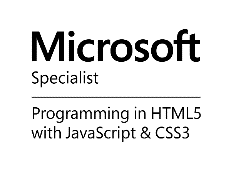 Microsoft
Specialist
Programming in HTML5
with JavaScript & CSS3